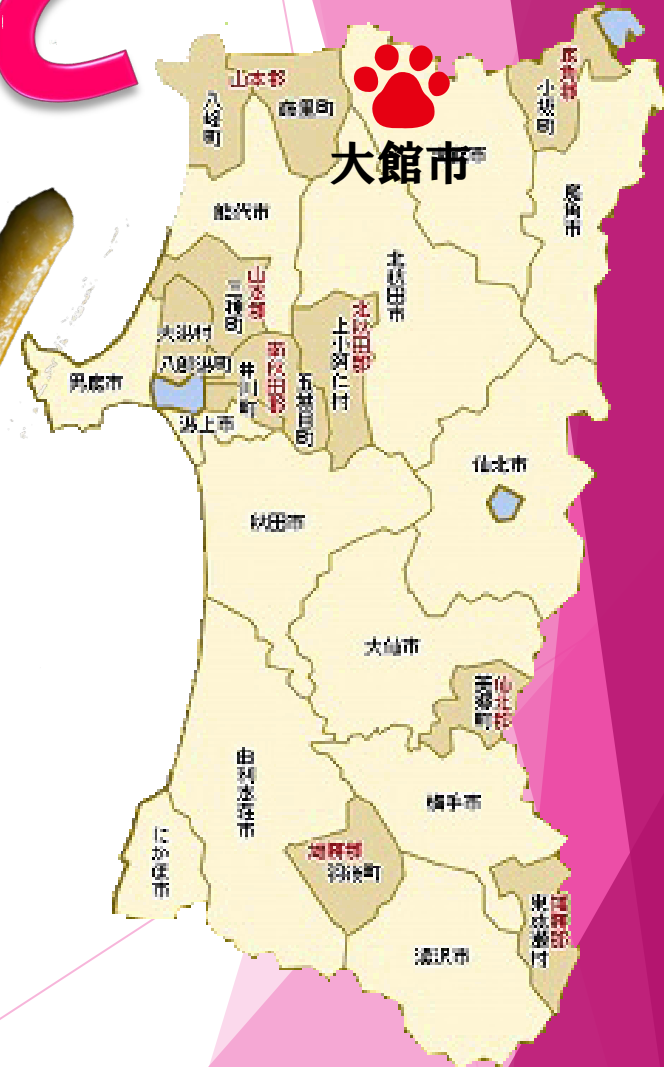 と
山本郡
八峰町
藤里町
鹿角郡
小坂町
大館市
能代市
鹿角市
北秋田市
山本郡
三種町
大潟村
北秋田郡
上小阿仁村
八郎潟町
南秋田郡
井川町
五城目町
男鹿市
潟上市
仙北市
秋田市
大仙市
仙北郡
美郷町
由利本荘市
横手市
にかほ市
雄勝郡
羽後町
雄勝郡
東成瀬村
湯沢市